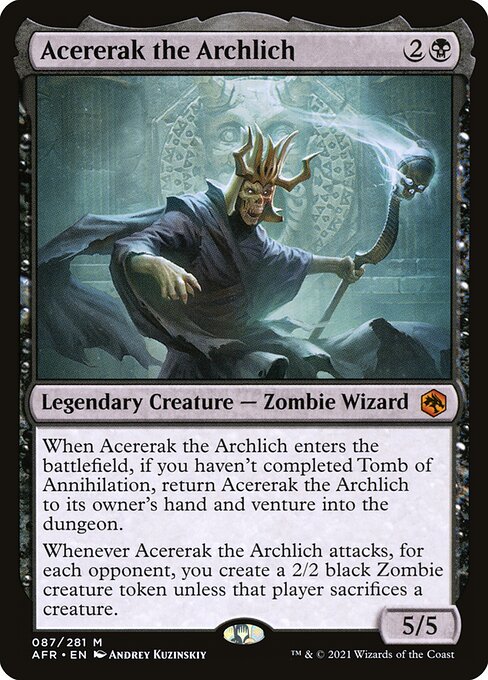 Acererak the Archlich 2
Legendary Creature — Zombie Wizard
When Acererak the Archlich enters the
battlefield, if you haven't completed Tomb of
Annihilation, return Acererak the Archlich
to its owner's hand and venture into the
dungeon.
Whenever Acererak the Archlich attacks, for
each opponent, you create a 2/2 black Zombie
creature token unless that player sacrifices a
creature.
5/5
087/281 M
AFR • EN Andrey Kuzinskiy ™ & © 2021 Wizards of the Coast